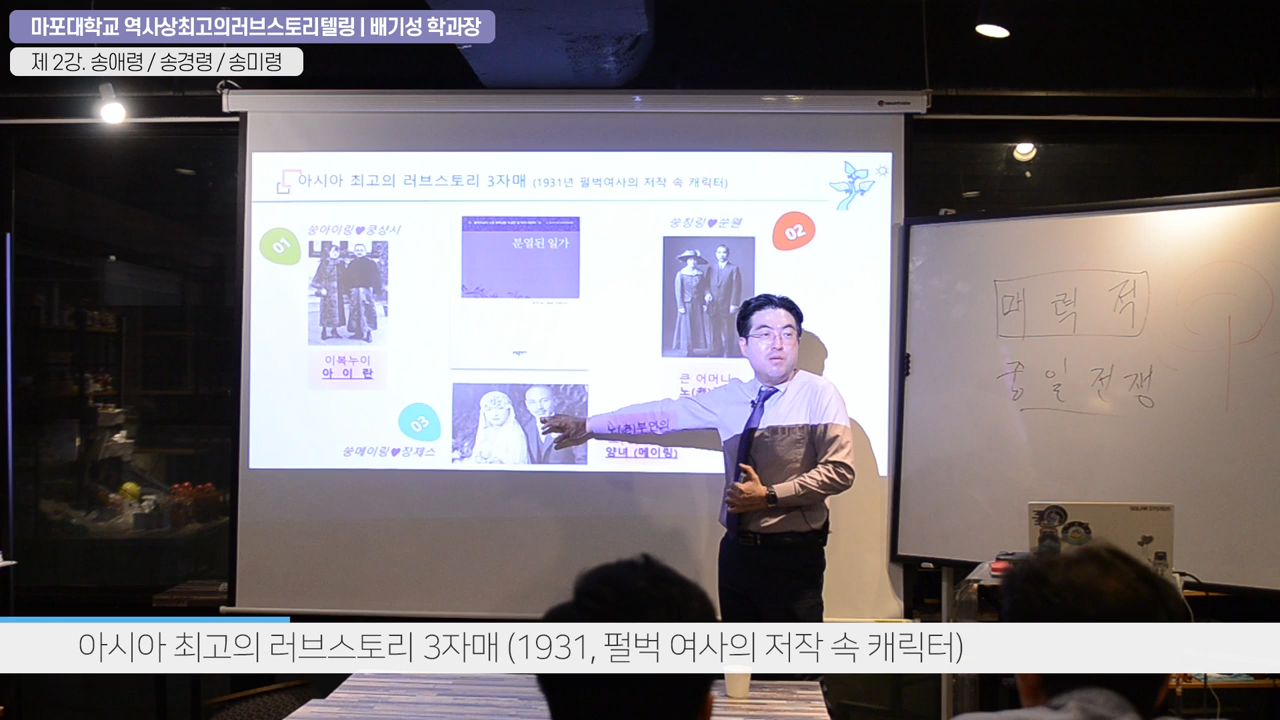 마포대학교 역사상최고의러브스토리텔링 | 배기성 학과장
제 2강. 송애령 / 송경령 / 송미령
아시아 최고의 러브스토리 3자매 (1931년 펄벅여사의 저작 속 캐릭터)
01
쑹아이링♥쿵샹시
이복누이
아 이 란
분열된 일가
쑹칭링♥쑨원
02
큰 어머니
03
쑹메이링♥장제스
양녀 (메이링)
매 력 적
중 일 전쟁
SOLAR SYSTEM
아시아 최고의 러브스토리 3자매 (1931, 펄벅 여사의 저작 속 캐릭터)